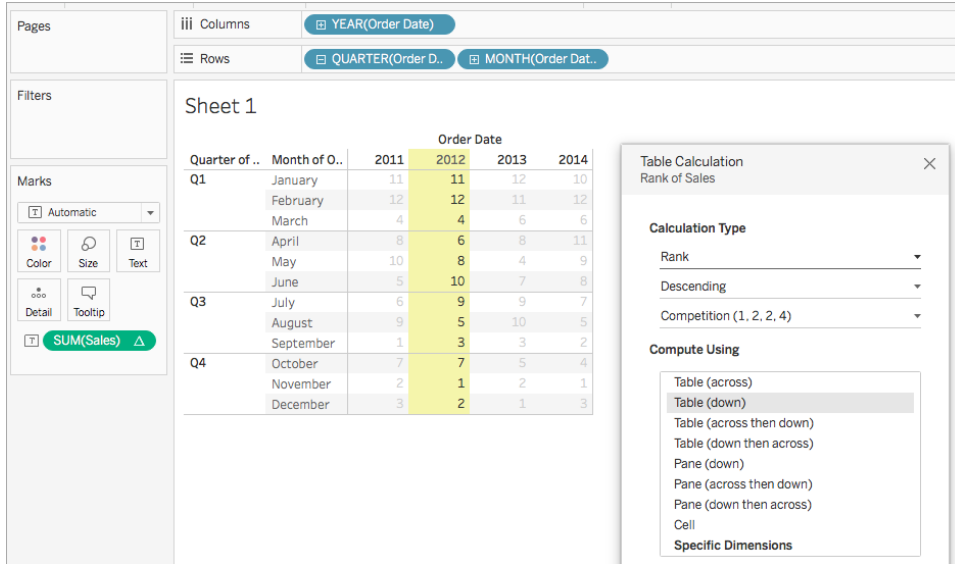 Pages
iii Columns
YEAR(Order Date)
Rows
QUARTER(Order D..
MONTH(Order Dat..
Filters
Sheet 1
Order Date
Quarter of .. Month of O.. 2011 2012 2013 2014
Q1 January 11 11 12 10
February 12 12 11 12
March 4 4 6 6
Q2 April 8 6 8 11
May 10 8 4 9
June 5 10 7 8
Q3 July 6 9 9 7
August 9 5 10 5
September 1 3 3 2
Q4 October 7 7 5 4
November 2 1 2 1
December 3 2 1 3
Marks
T Automatic
Color Size Text
Detail Tooltip
T SUM(Sales) Δ
Table Calculation
Rank of Sales
Calculation Type
Rank
Descending
Competition (1, 2, 2, 4)
Compute Using
Table (across)
Table (down)
Table (across then down)
Table (down then across)
Pane (down)
Pane (across then down)
Pane (down then across)
Cell
Specific Dimensions